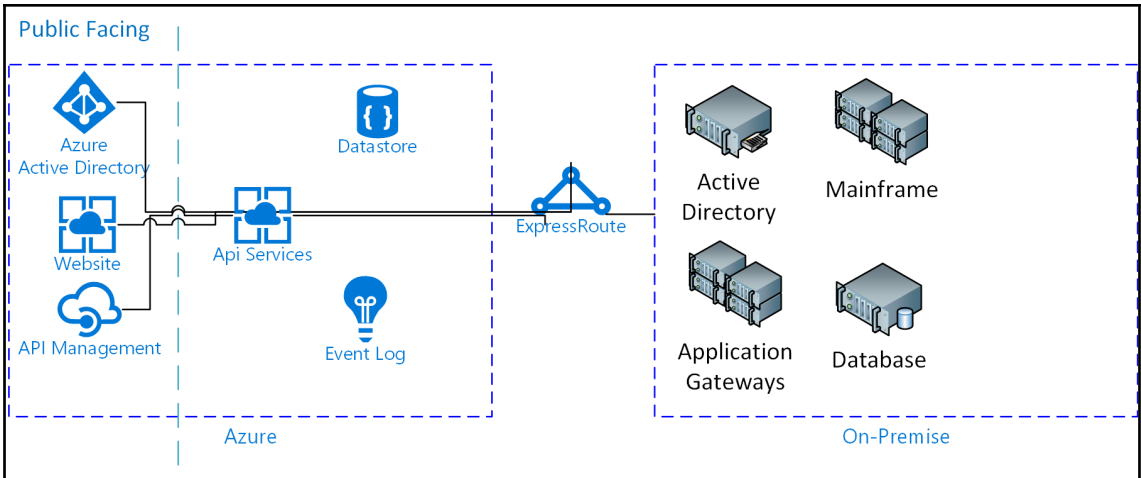 Public Facing
Azure
Active Directory
Datastore
Website
Api Services
API Management
Event Log
ExpressRoute
Active
Directory
Mainframe
Application
Gateways
Database
Azure
On-Premise